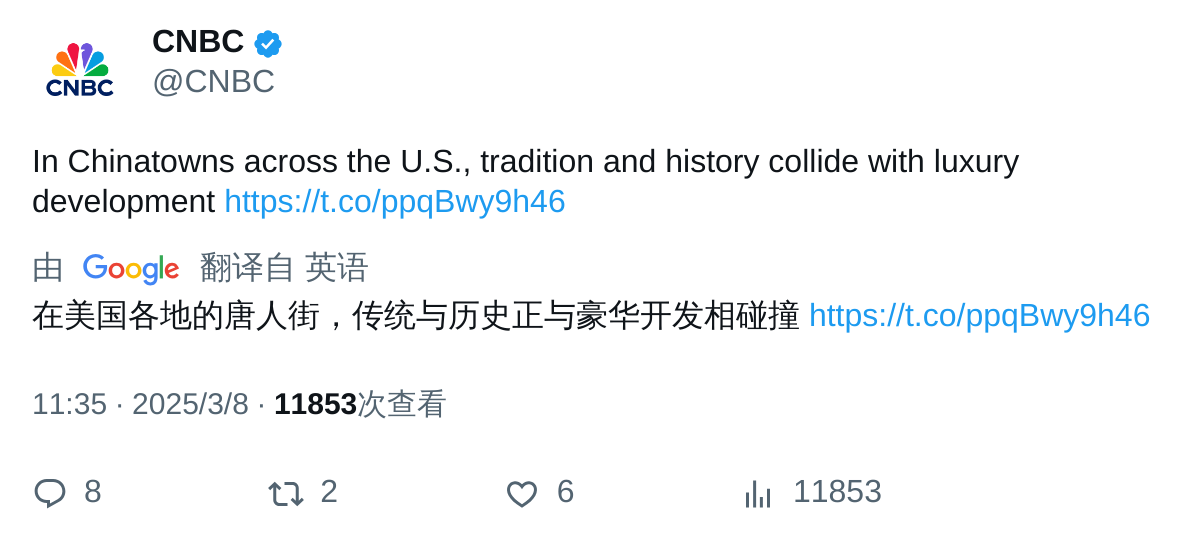 CNBC
CNBC
@CNBC
In Chinatowns across the U.S., tradition and history collide with luxury
development https://t.co/ppqBwy9h46
由 Google 翻译自 英语
在美国各地的唐人街，传统与历史正与豪华开发相碰撞 https://t.co/ppqBwy9h46
11:35 · 2025/3/8 · 11853次查看
8 2 6 11853